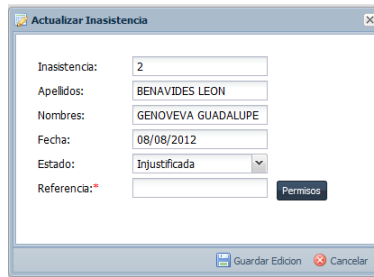 Actualizar Inasistencia
Inasistencia: 2
Apelidos: BENAVIDES LEON
Nombres: GENOVEVA GUADALUPE
Fecha: 08/08/2012
Estado: Injustificada
Referencia:* Permisos
Guardar Edicion Cancelar